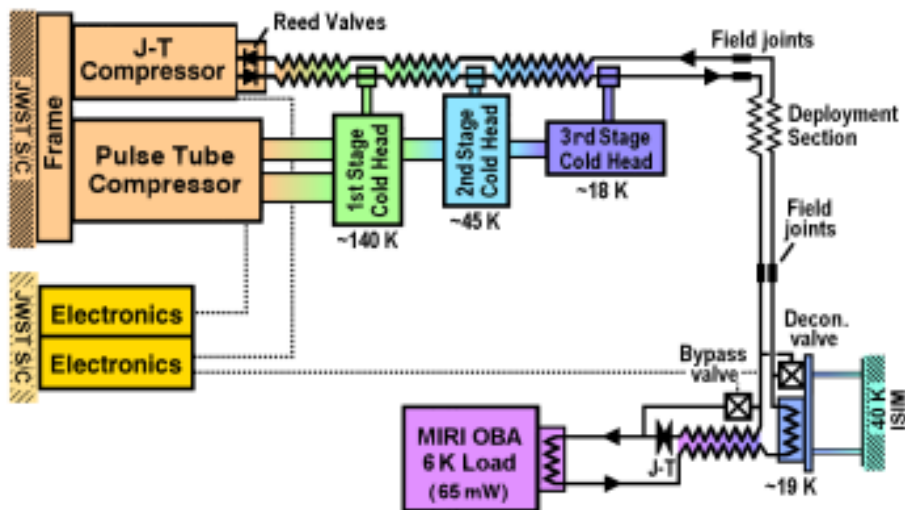 Reed Valves
J-T
Compressor
Field joints
JWST S/C
Frame
Pulse Tube
Compressor
1st Stage
Cold Head
2nd Stage
Cold Head
3rd Stage
Cold Head
~18 K
~45 K
~140 K
Deployment
Section
Field
joints
JWST S/C
Electronics
Electronics
Decon.
valve
Bypass
valve
40 K
ISIM
MIRI OBA
6 K Load
(65 mW)
J-T
~19 K